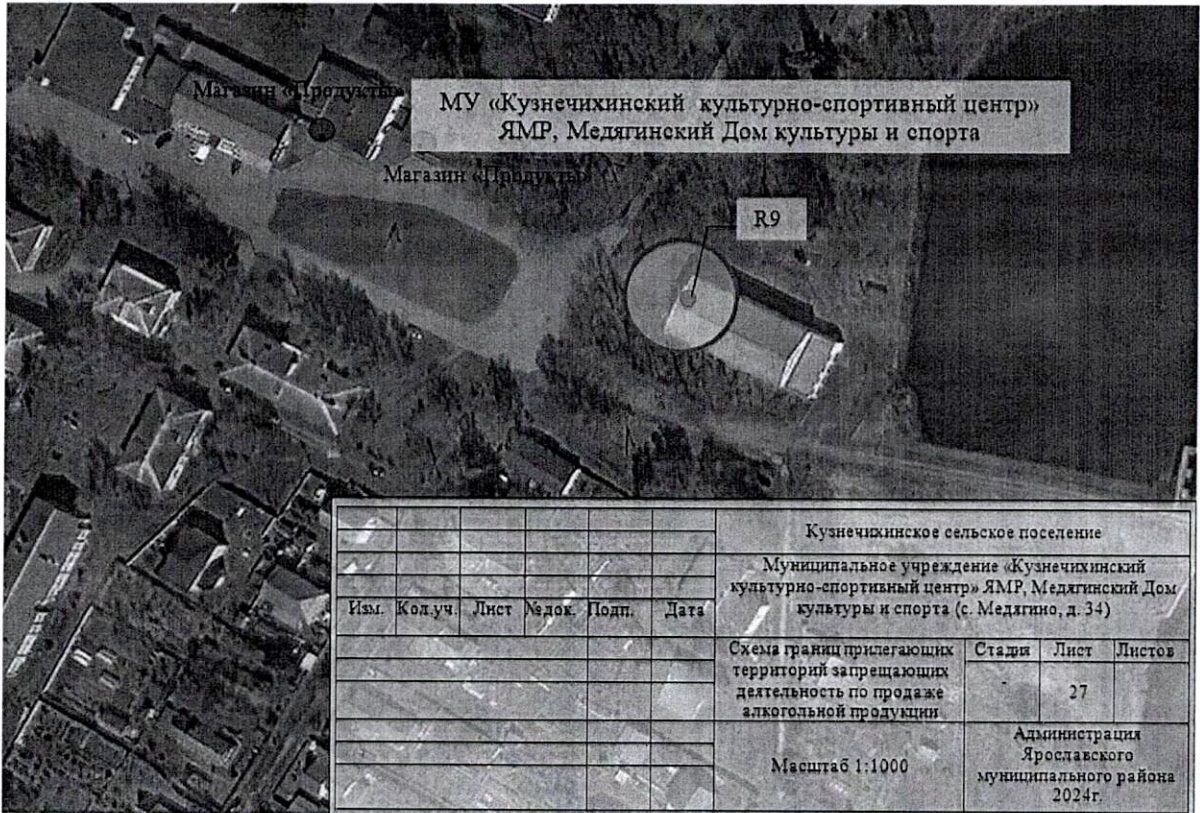 Магазин «Продукты»
МУ «Кузнечихинский культурно-спортивный центр»
ЯМР, Медягинский Дом культуры и спорта
Магазин «Продукты»
R9
Кузнечихинское сельское поселение
Муниципальное учреждение «Кузнечихинский
культурно-спортивный центр» ЯМР, Медягинский Дом
культуры и спорта (с. Медягино, д. 34)
Изм. Кол.уч. Лист №док. Подп. Дата
Схема границ прилегающих
территорий запрещающих
деятельность по продаже
алкогольной продукции
Стадия Лист Листов
- 27
Масштаб 1:1000
Администрация
Ярославского
муниципального района
2024г.